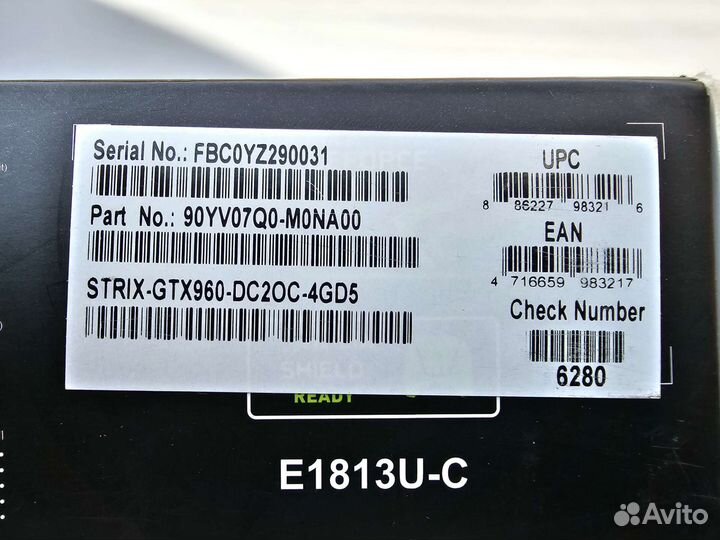 Serial No.: FBC0YZ290031
Part No.: 90YV07Q0-M0NA00
STRIX-GTX960-DC2OC-4GD5
UPC
8 86227 98321 6
EAN
4 716659 983217
Check Number
6280
SHIELD
READY
E1813U-C
Avito